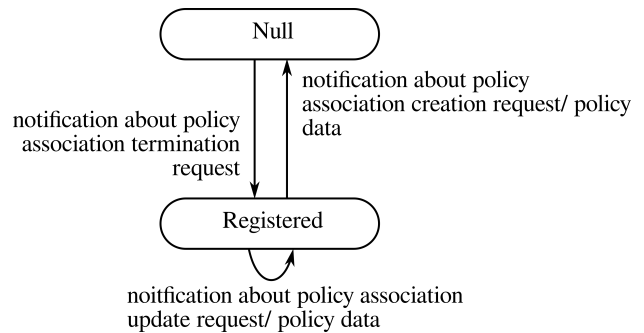 Null
notification about policy
association creation request/ policy
data
notification about policy
association termination
request
Registered
noitfication about policy association
update request/ policy data